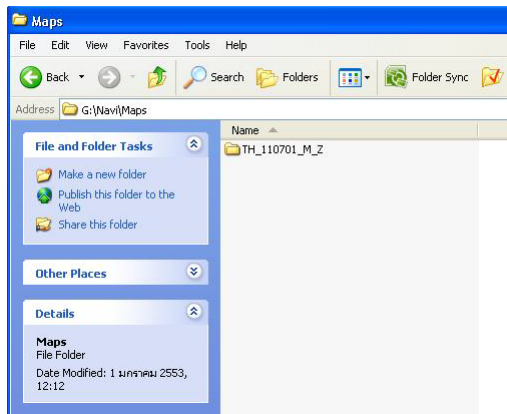 Maps
File Edit View Favorites Tools Help
Back Search Folders Folder Sync
Address G:\Navi\Maps
Name
File and Folder Tasks
TH_110701_M_Z
Make a new folder
Publish this folder to the
Web
Share this folder
Other Places
Details
Maps
File Folder
Date Modified: 1 มกราคม 2553,
12:12